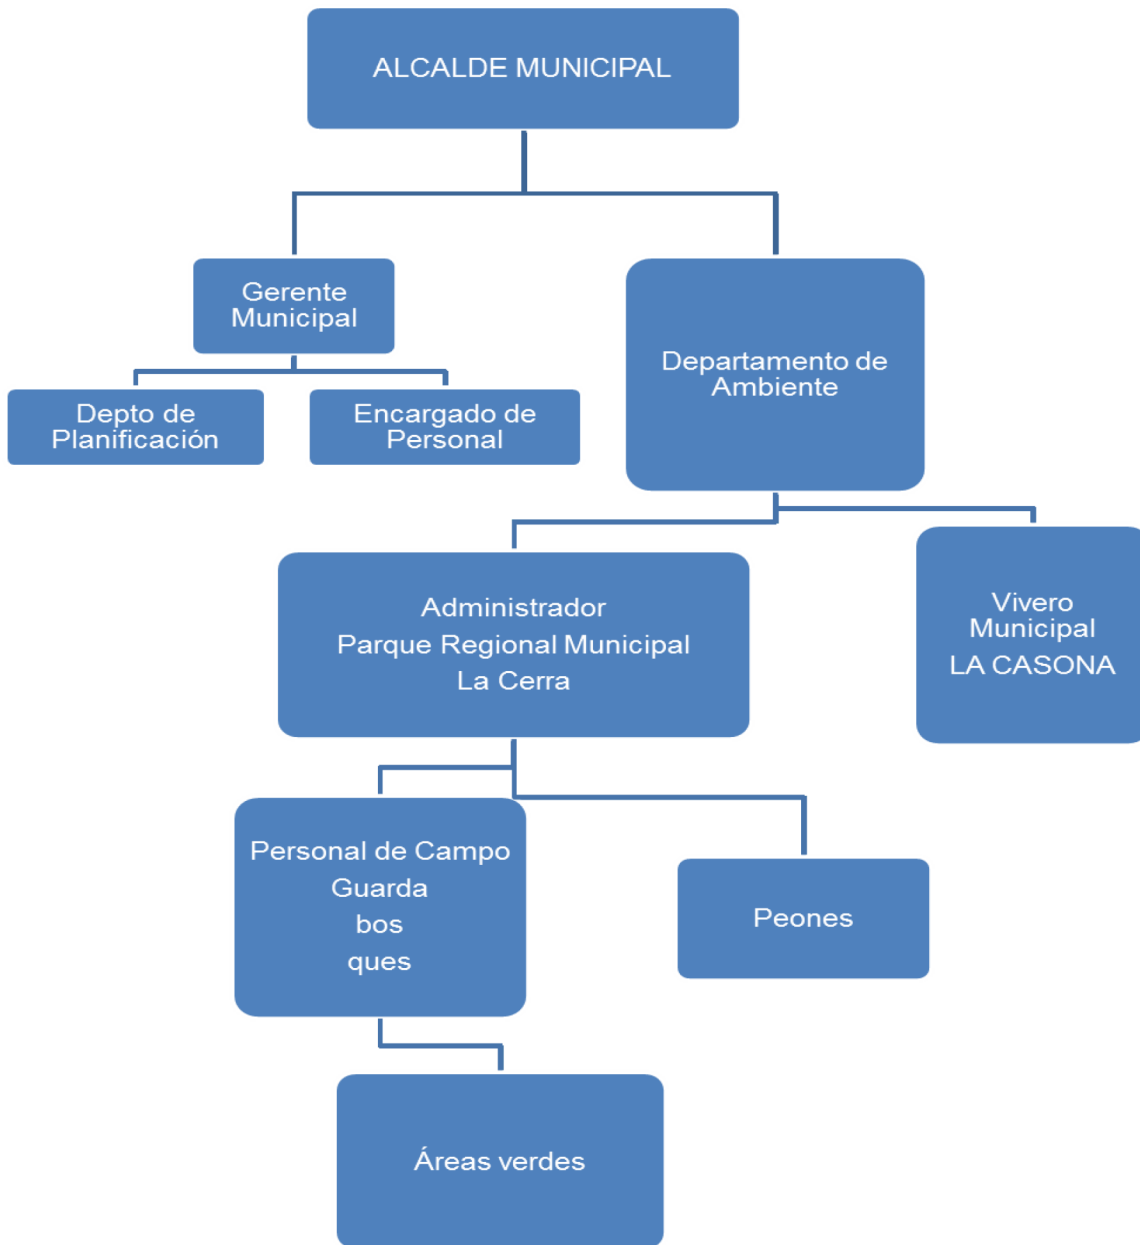 ALCALDE MUNICIPAL
Gerente
Municipal
Departamento de
Ambiente
Depto de
Planificación
Encargado de
Personal
Administrador
Parque Regional Municipal
La Cerra
Vivero
Municipal
LA CASONA
Personal de Campo
Guarda
bos
ques
Peones
Áreas verdes